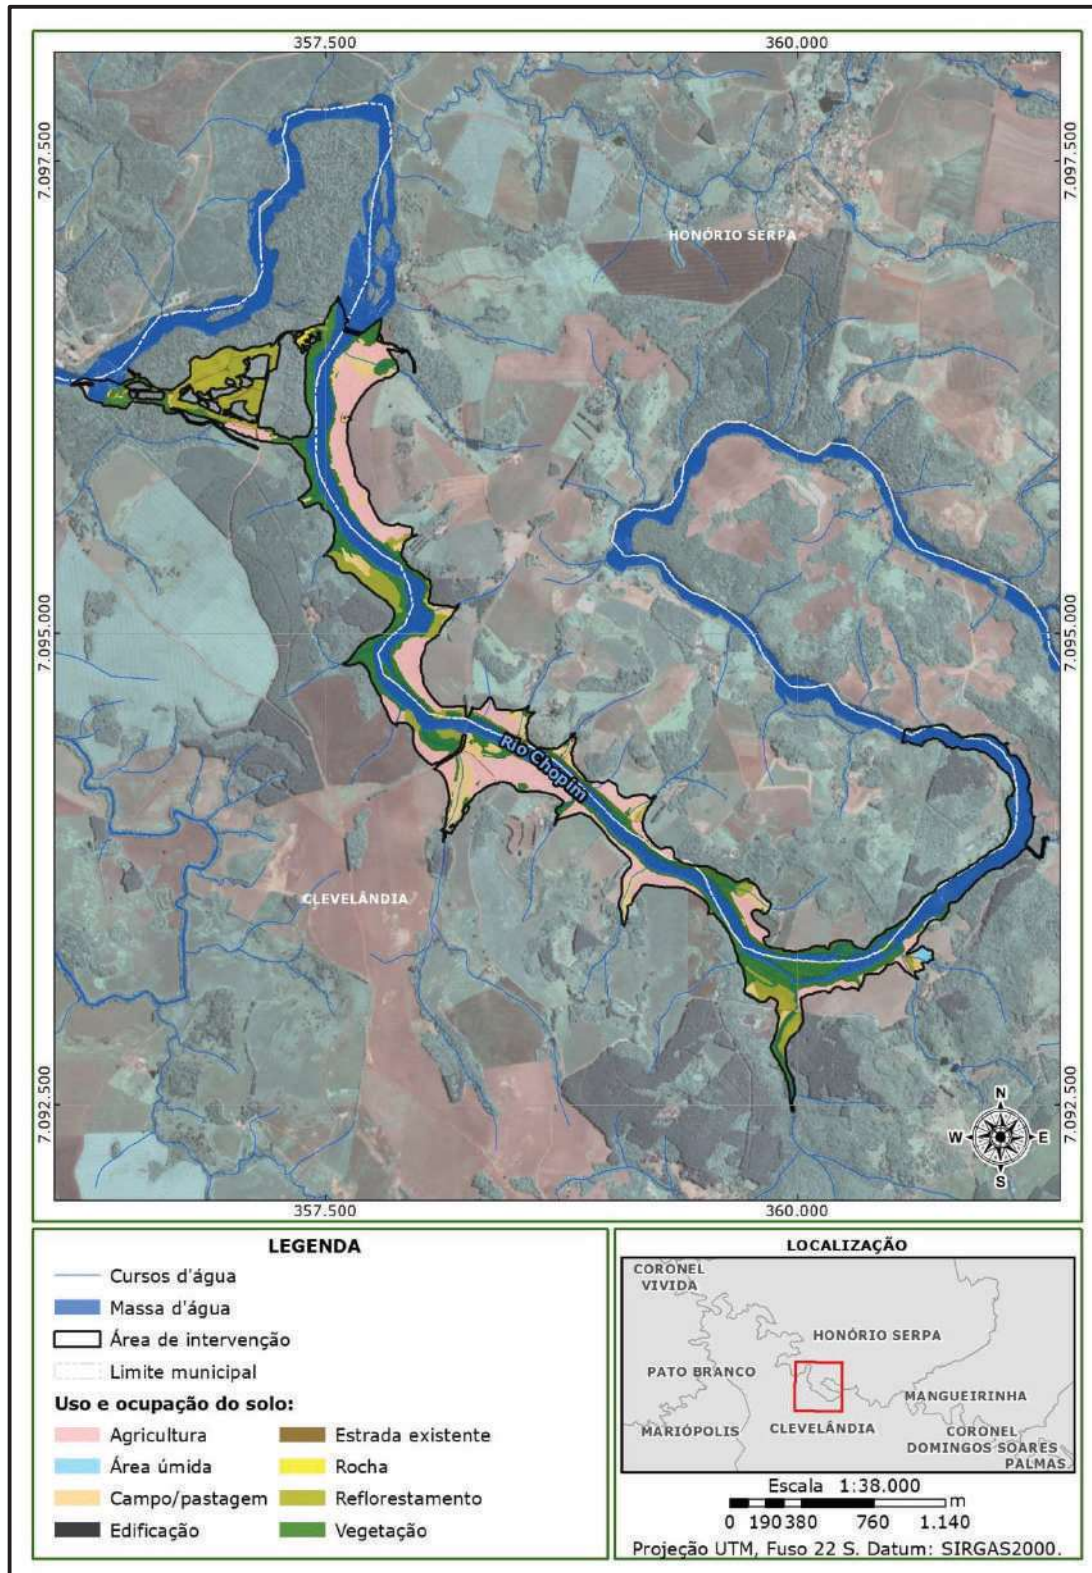 357.500 360.000
7.097.500 7.097.500
HONÓRIO SERPA
7.095.000 7.095.000
Rio Chopim
CLEVELÂNDIA
7.092.500 7.092.500
N
W E
S
357.500 360.000
LEGENDA
Cursos d'água
Massa d'água
Área de intervenção
Limite municipal
Uso e ocupação do solo:
Agricultura
Área úmida
Campo/pastagem
Edificação
Estrada existente
Rocha
Reflorestamento
Vegetação
LOCALIZAÇÃO
CORONEL
VIVIDA
HONÓRIO SERPA
PATO BRANCO
MANGUEIRINHA
MARIÓPOLIS
CLEVELÂNDIA
CORONEL
DOMINGOS SOARES
PALMAS
Escala 1:38.000
m
0 190 380 760 1.140
Projeção UTM, Fuso 22 S. Datum: SIRGAS2000.